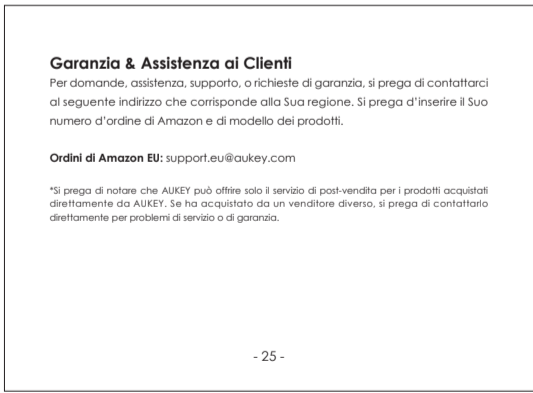 Garanzia & Assistenza ai Clienti
Per domande, assistenza, supporto, o richieste di garanzia, si prega di contattarci
al seguente indirizzo che corrisponde alla Sua regione. Si prega d’inserire il Suo
numero d’ordine di Amazon e di modello dei prodotti.
Ordini di Amazon EU: support.eu@aukey.com
*Si prega di notare che AUKEY può offrire solo il servizio di post-vendita per i prodotti acquistati
direttamente da AUKEY. Se ha acquistato da un venditore diverso, si prega di contattarlo
direttamente per problemi di servizio o di garanzia.
- 25 -